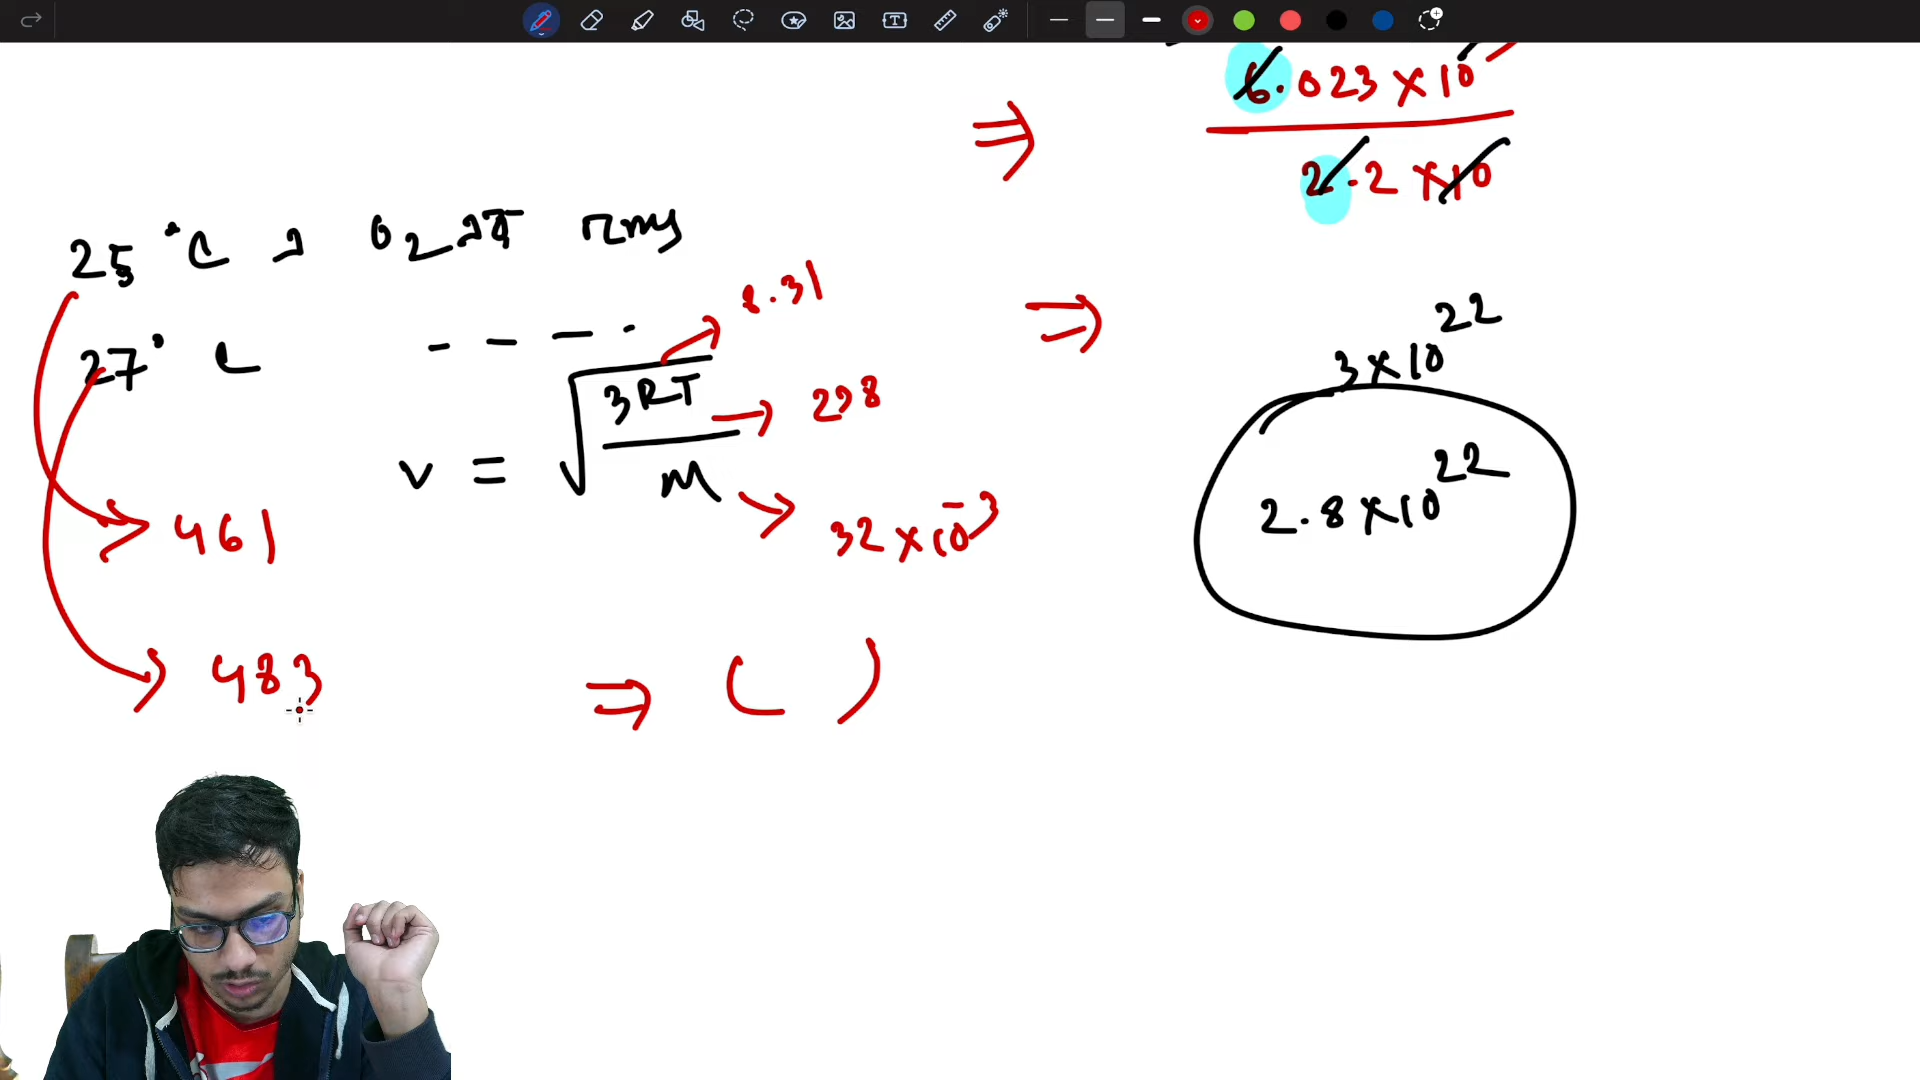 6.023 × 10
2.2 × 10
25 °C এ O2 এর rms
27° C - - - -
8.31
v = √(3RT / M)
298
32 × 10^-3
461
483
⇒ ( )
⇒
⇒ 3 × 10^22
2.8 × 10^22